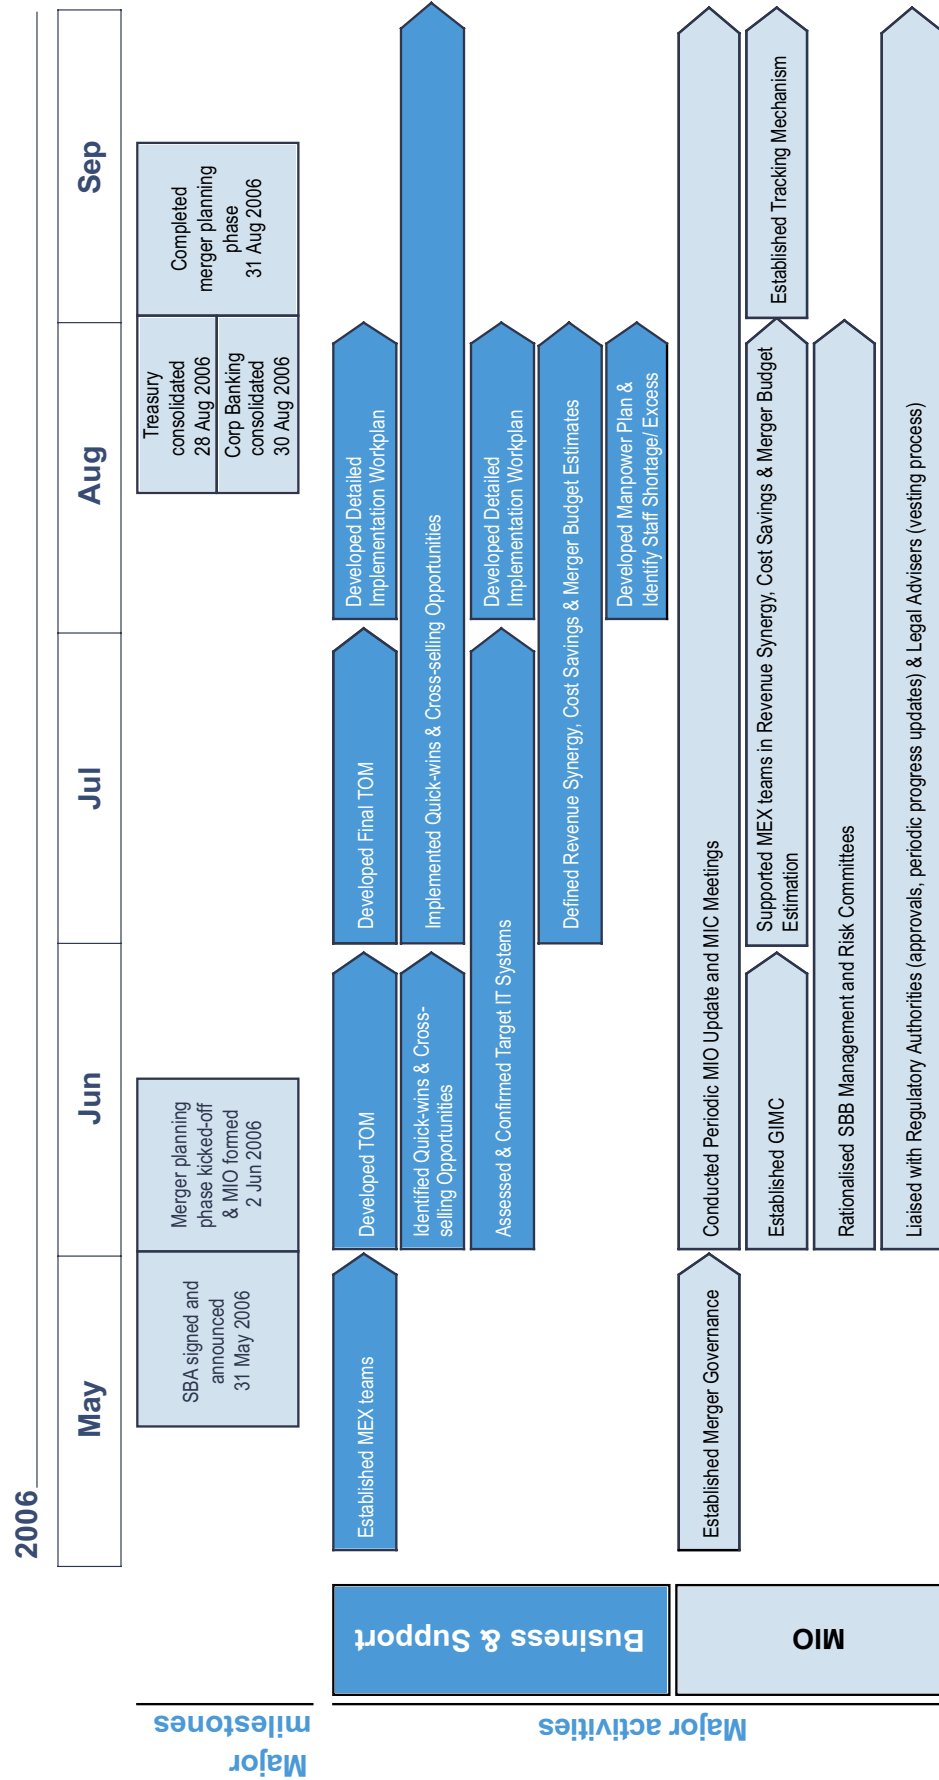 2006
May
Jun
Jul
Aug
Sep
Major
milestones
SBA signed and
announced
31 May 2006
Merger planning
phase kicked-off
& MIO formed
2 Jun 2006
Treasury
consolidated
28 Aug 2006
Corp Banking
consolidated
30 Aug 2006
Completed
merger planning
phase
31 Aug 2006
Major activities
Business & Support
Established MEX teams
Developed TOM
Developed Final TOM
Developed Detailed
Implementation Workplan
Identified Quick-wins & Cross-
selling Opportunities
Implemented Quick-wins & Cross-selling Opportunities
Assessed & Confirmed Target IT Systems
Developed Detailed
Implementation Workplan
Defined Revenue Synergy, Cost Savings & Merger Budget Estimates
Developed Manpower Plan &
Identify Staff Shortage/ Excess
MIO
Established Merger Governance
Conducted Periodic MIO Update and MIC Meetings
Established GIMC
Supported MEX teams in Revenue Synergy, Cost Savings & Merger Budget
Estimation
Established Tracking Mechanism
Rationalised SBB Management and Risk Committees
Liaised with Regulatory Authorities (approvals, periodic progress updates) & Legal Advisers (vesting process)